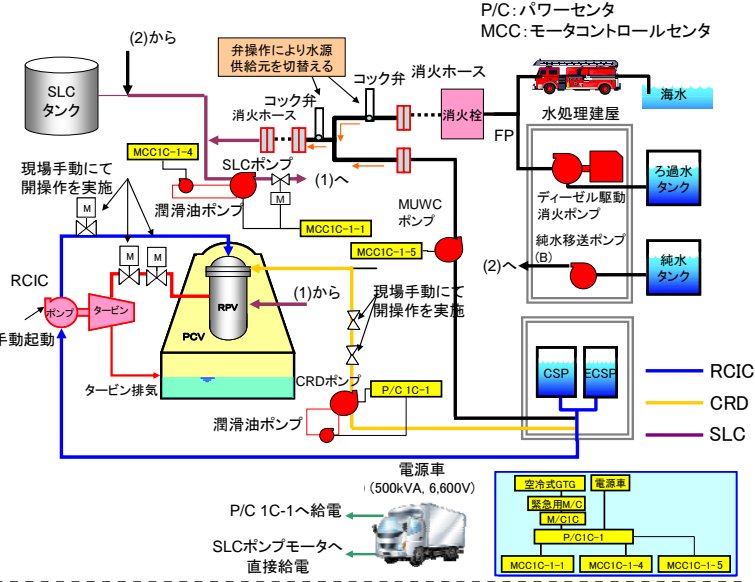 P/C：パワーセンタ
MCC：モータコントロールセンタ
(2)から
弁操作により水源
供給元を切替える
SLC
タンク
コック弁
消火ホース
コック弁
消火ホース
消火栓
FP
海水
水処理建屋
ろ過水
タンク
ディーゼル駆動
消火ポンプ
純水移送ポンプ
(B)
(2)へ
純水
タンク
MCC1C-1-4
SLCポンプ
(1)へ
潤滑油ポンプ
MCC1C-1-1
M
MUWC
ポンプ
MCC1C-1-5
現場手動にて
開操作を実施
M
M
M
RCIC
ポンプ
タービン
手動起動
RPV
PCV
(1)から
現場手動にて
開操作を実施
タービン排気
CRDポンプ
P/C 1C-1
潤滑油ポンプ
CSP
ECSP
RCIC
CRD
SLC
電源車
(500kVA, 6,600V)
P/C 1C-1へ給電
SLCポンプモータへ
直接給電
空冷式GTG
電源車
緊急用M/C
M/C1C
P/C1C-1
MCC1C-1-1
MCC1C-1-4
MCC1C-1-5